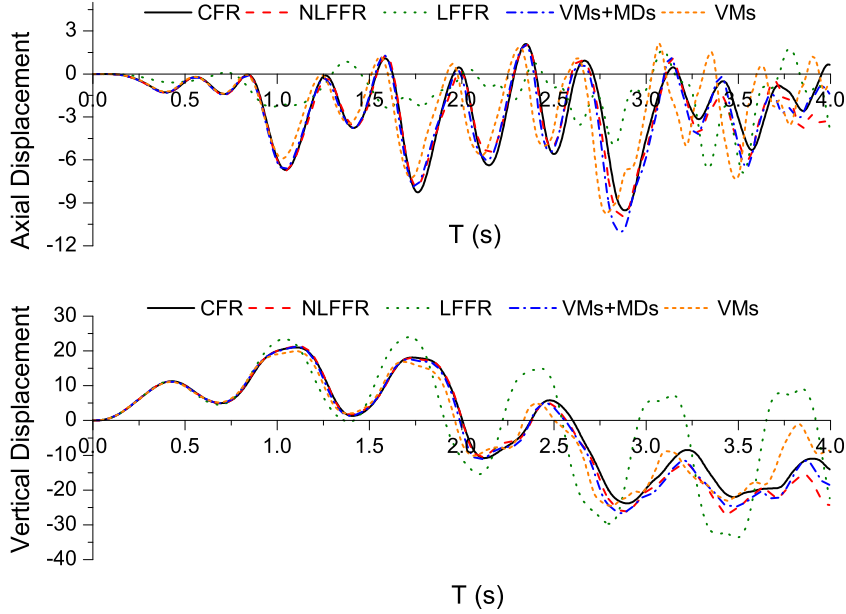 CFR NLFFR LFFR VMs+MDs VMs
3
0
-3
-6
-9
-12
0.0 0.5 1.0 1.5 2.0 2.5 3.0 3.5 4.0
Axial Displacement
T (s)
CFR NLFFR LFFR VMs+MDs VMs
30
20
10
0
-10
-20
-30
-40
0.0 0.5 1.0 1.5 2.0 2.5 3.0 3.5 4.0
Vertical Displacement
T (s)